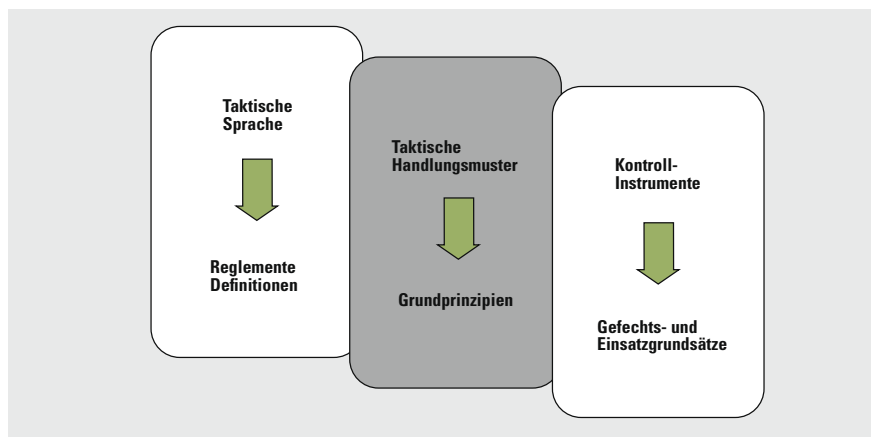 Taktische
Sprache
Reglemente
Definitionen
Taktische
Handlungsmuster
Grundprinzipien
Kontroll-
Instrumente
Gefechts- und
Einsatzgrundsätze